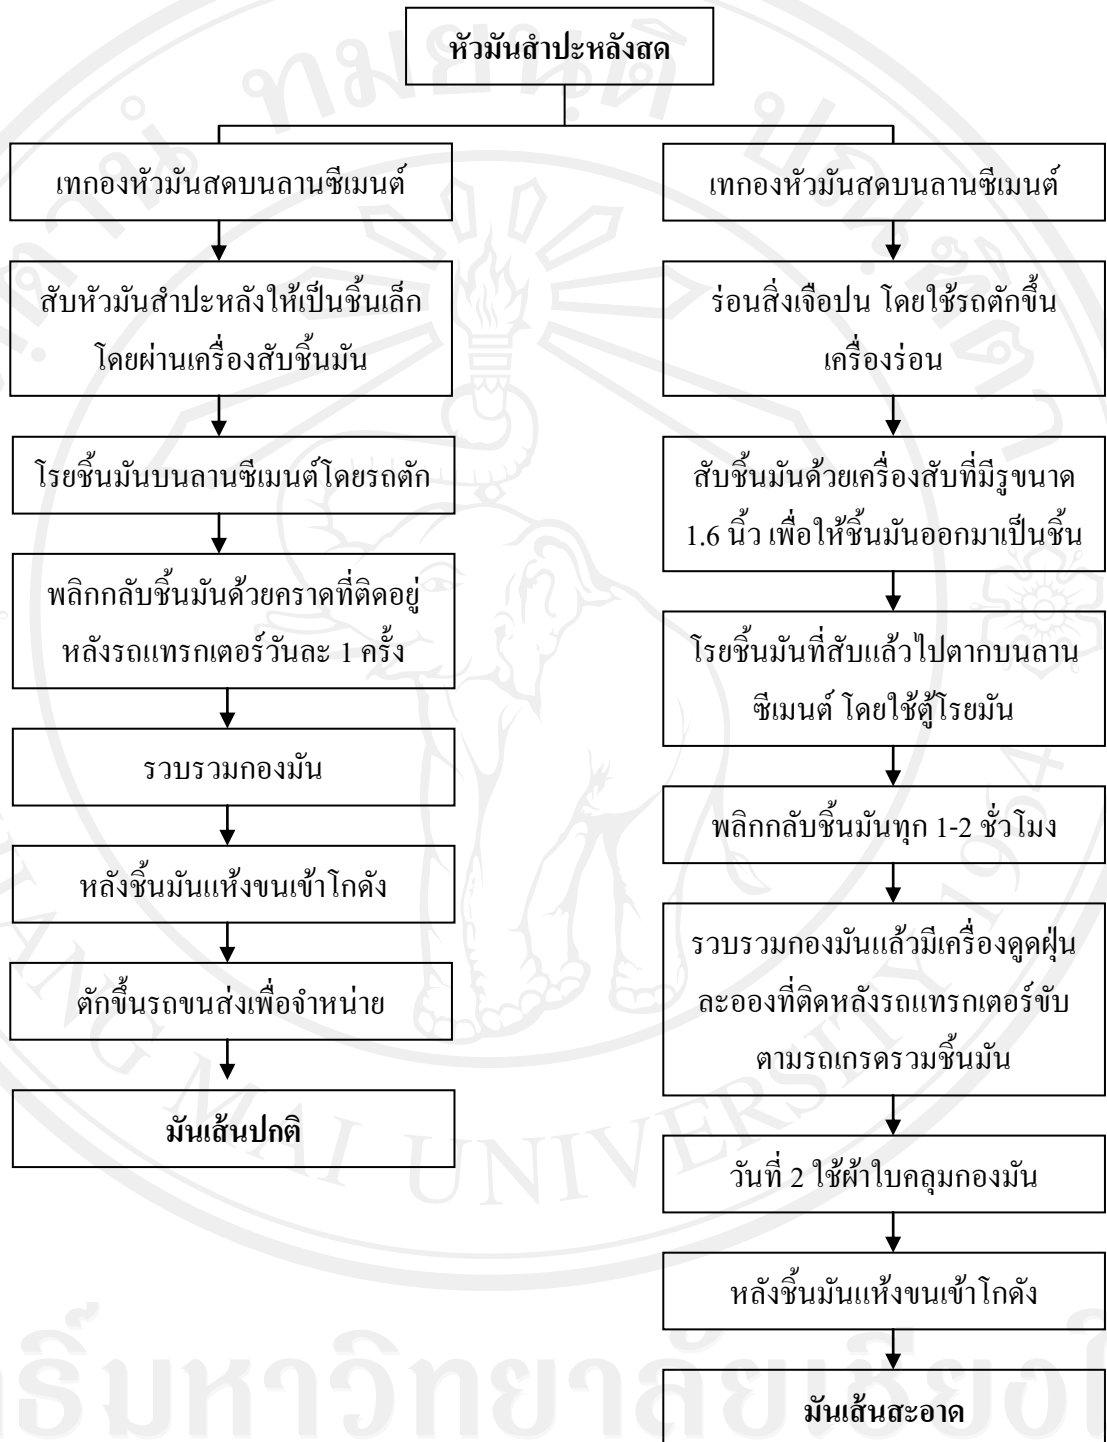 หัวมันสำปะหลังสด
เทกองหัวมันสดบนลานซีเมนต์
สับหัวมันสำปะหลังให้เป็นชิ้นเล็ก
โดยผ่านเครื่องสับชิ้นมัน
โรยชิ้นมันบนลานซีเมนต์โดยรถตัก
พลิกกลับชิ้นมันด้วยคราดที่ติดอยู่
หลังรถแทรกเตอร์วันละ 1 ครั้ง
รวบรวมกองมัน
หลังชิ้นมันแห้งขนเข้าโกดัง
ตักขึ้นรถขนส่งเพื่อจำหน่าย
มันเส้นปกติ
เทกองหัวมันสดบนลานซีเมนต์
ร่อนสิ่งเจือปน โดยใช้รถตักขึ้น
เครื่องร่อน
สับชิ้นมันด้วยเครื่องสับที่มีรูขนาด
1.6 นิ้ว เพื่อให้ชิ้นมันออกมาเป็นชิ้น
โรยชิ้นมันที่สับแล้วไปตากบนลาน
ซีเมนต์ โดยใช้ตู้โรยมัน
พลิกกลับชิ้นมันทุก 1-2 ชั่วโมง
รวบรวมกองมันแล้วมีเครื่องดูดฝุ่น
ละอองที่ติดหลังรถแทรกเตอร์ขับ
ตามรถเกรดรวมชิ้นมัน
วันที่ 2 ใช้ผ้าใบคลุมกองมัน
หลังชิ้นมันแห้งขนเข้าโกดัง
มันเส้นสะอาด
ANG MAI UNIVERSITY 1964
มหาวิทยาลัยเชียงใ